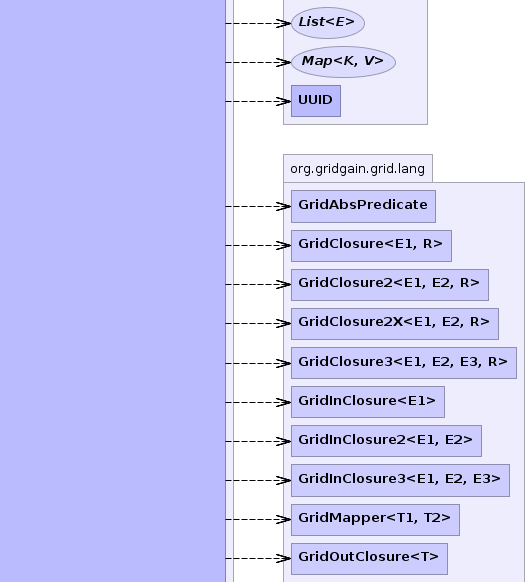 List<E>
Map<K, V>
UUID
org.gridgain.grid.lang
GridAbsPredicate
GridClosure<E1, R>
GridClosure2<E1, E2, R>
GridClosure2X<E1, E2, R>
GridClosure3<E1, E2, E3, R>
GridInClosure<E1>
GridInClosure2<E1, E2>
GridInClosure3<E1, E2, E3>
GridMapper<T1, T2>
GridOutClosure<T>